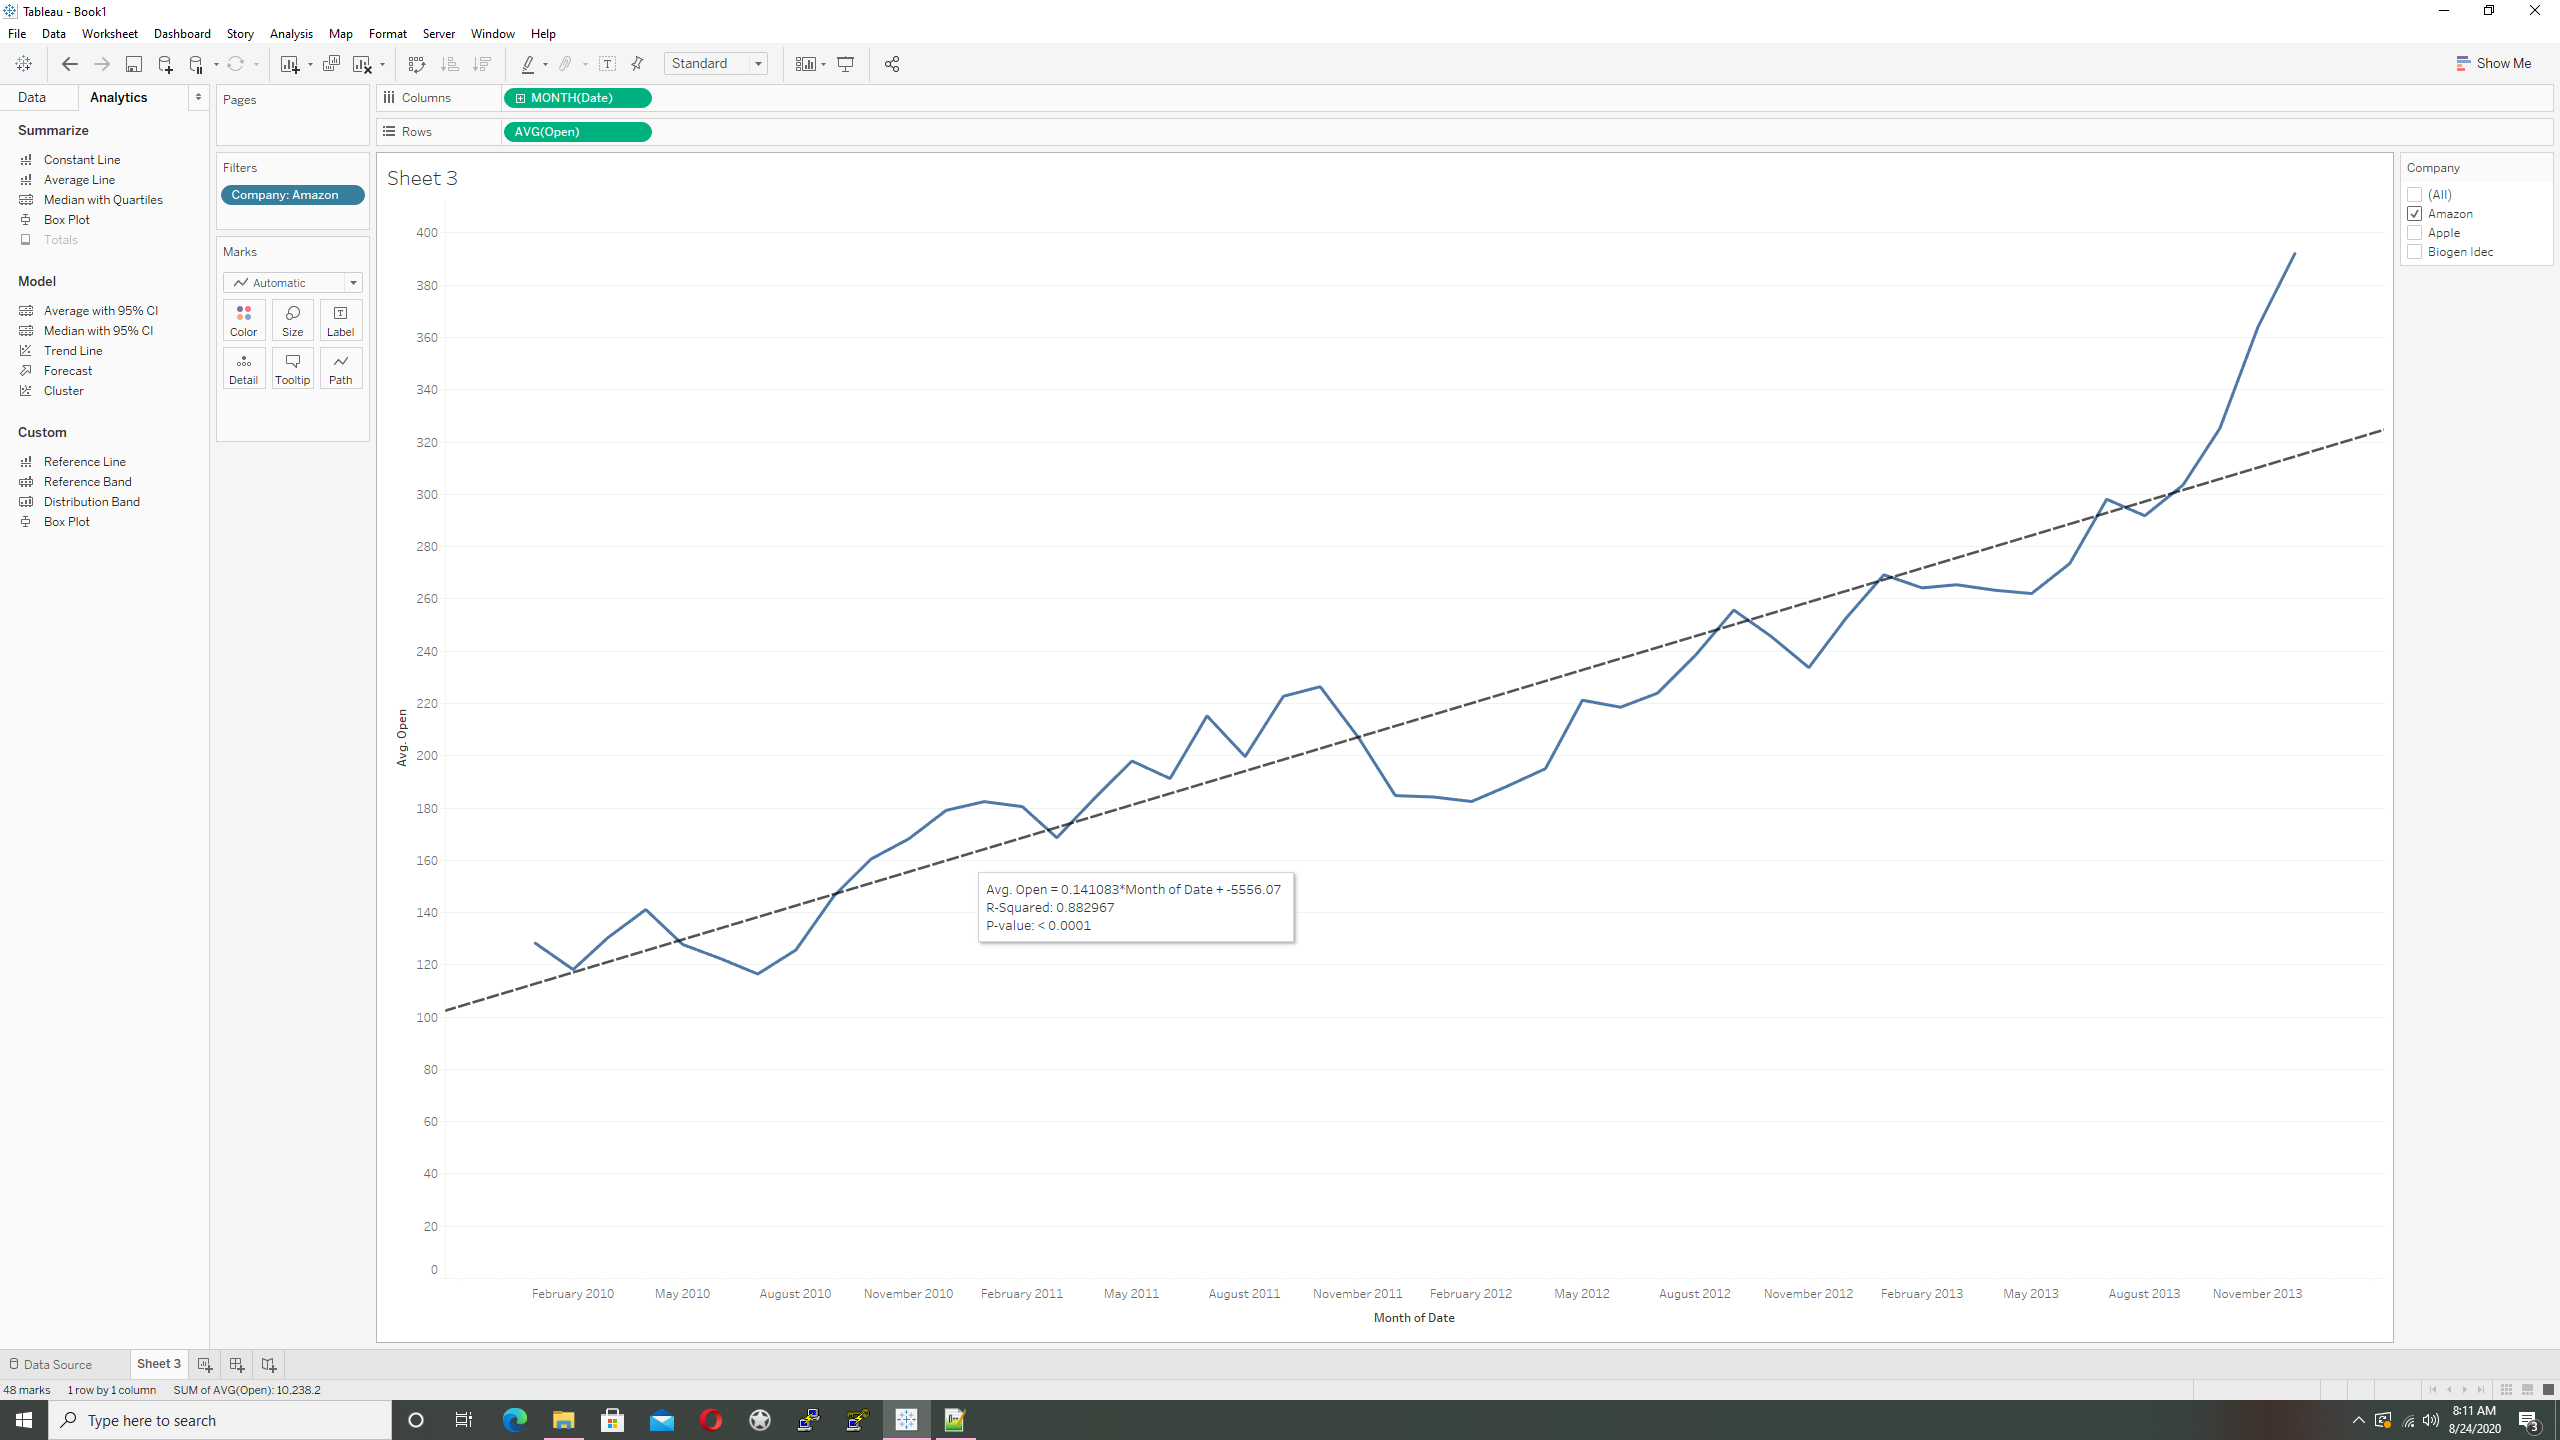 Tableau - Book1
File Data Worksheet Dashboard Story Analysis Map Format Server Window Help
Standard
Show Me
Data Analytics
Summarize
Constant Line
Average Line
Median with Quartiles
Box Plot
Totals
Model
Average with 95% CI
Median with 95% CI
Trend Line
Forecast
Cluster
Custom
Reference Line
Reference Band
Distribution Band
Box Plot
Pages
Filters
Company: Amazon
Marks
Automatic
Color Size Label
Detail Tooltip Path
Columns MONTH(Date)
Rows AVG(Open)
Sheet 3
400
380
360
340
320
300
280
260
240
220
200
180
160
140
120
100
80
60
40
20
0
Avg. Open
Avg. Open = 0.141083*Month of Date + -5556.07
R-Squared: 0.882967
P-value: < 0.0001
February 2010 May 2010 August 2010 November 2010 February 2011 May 2011 August 2011 November 2011 February 2012 May 2012 August 2012 November 2012 February 2013 May 2013 August 2013 November 2013
Month of Date
Company
(All)
Amazon
Apple
Biogen Idec
Data Source Sheet 3
48 marks 1 row by 1 column SUM of AVG(Open): 10,238.2
Type here to search
8:11 AM
8/24/2020
3